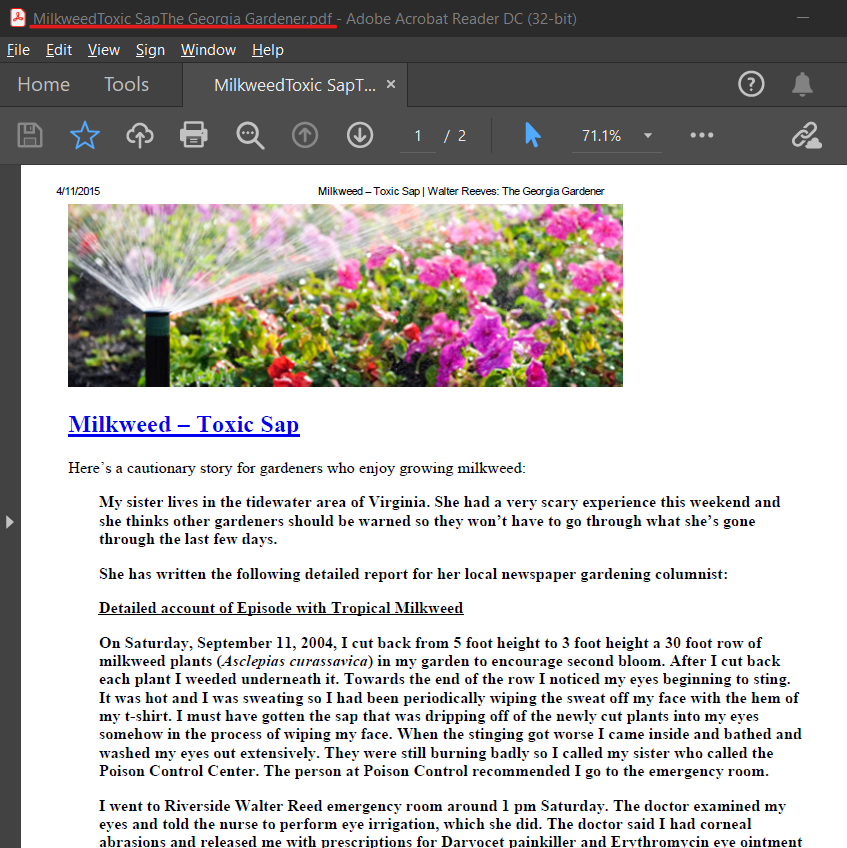 MilkweedToxic SapThe Georgia Gardener.pdf - Adobe Acrobat Reader DC (32-bit)
File Edit View Sign Window Help
Home Tools MilkweedToxic SapT... ×
1 / 2 71.1%
4/11/2015 Milkweed – Toxic Sap | Walter Reeves: The Georgia Gardener
Milkweed – Toxic Sap
Here's a cautionary story for gardeners who enjoy growing milkweed:
My sister lives in the tidewater area of Virginia. She had a very scary experience this weekend and
she thinks other gardeners should be warned so they won't have to go through what she's gone
through the last few days.
She has written the following detailed report for her local newspaper gardening columnist:
Detailed account of Episode with Tropical Milkweed
On Saturday, September 11, 2004, I cut back from 5 foot height to 3 foot height a 30 foot row of
milkweed plants (Asclepias curassavica) in my garden to encourage second bloom. After I cut back
each plant I weeded underneath it. Towards the end of the row I noticed my eyes beginning to sting.
It was hot and I was sweating so I had been periodically wiping the sweat off my face with the hem of
my t-shirt. I must have gotten the sap that was dripping off of the newly cut plants into my eyes
somehow in the process of wiping my face. When the stinging got worse I came inside and bathed and
washed my eyes out extensively. They were still burning badly so I called my sister who called the
Poison Control Center. The person at Poison Control recommended I go to the emergency room.
I went to Riverside Walter Reed emergency room around 1 pm Saturday. The doctor examined my
eyes and told the nurse to perform eye irrigation, which she did. The doctor said I had corneal
abrasions and released me with prescriptions for Darvocet painkiller and Erythromycin eye ointment